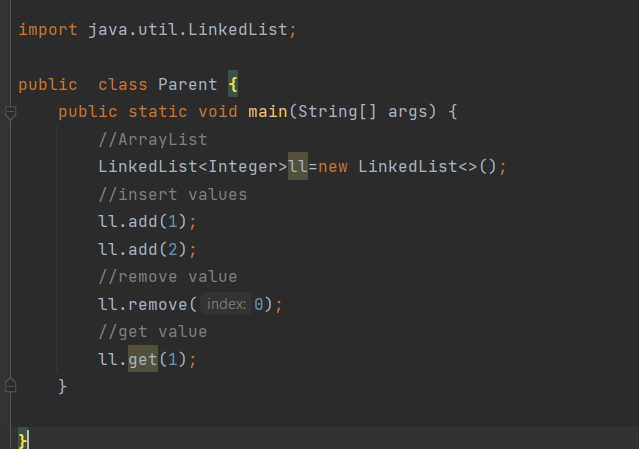 import java.util.LinkedList;
public  class Parent {
public static void main(String[] args) {
//ArrayList
LinkedList<Integer>ll=new LinkedList<>();
//insert values
ll.add(1);
ll.add(2);
//remove value
ll.remove( index: 0);
//get value
ll.get(1);
}
}